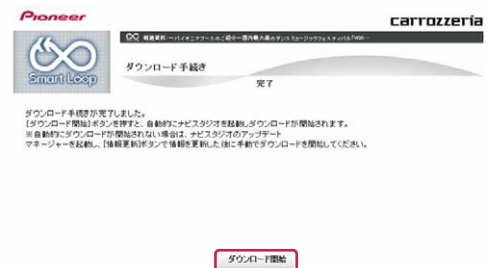 Pioneer
carrozzeria
Smart Loop
ダウンロード手続き
完了
ダウンロード手続きが完了しました。
[ダウンロード開始]ボタンを押すと、自動的にナビスタジオを起動しダウンロードが開始されます。
※自動的にダウンロードが開始されない場合は、ナビスタジオのアップデート
マネージャーを起動し、[情報更新]ボタンで情報を更新した後に手動でダウンロードを開始してください。
ダウンロード開始